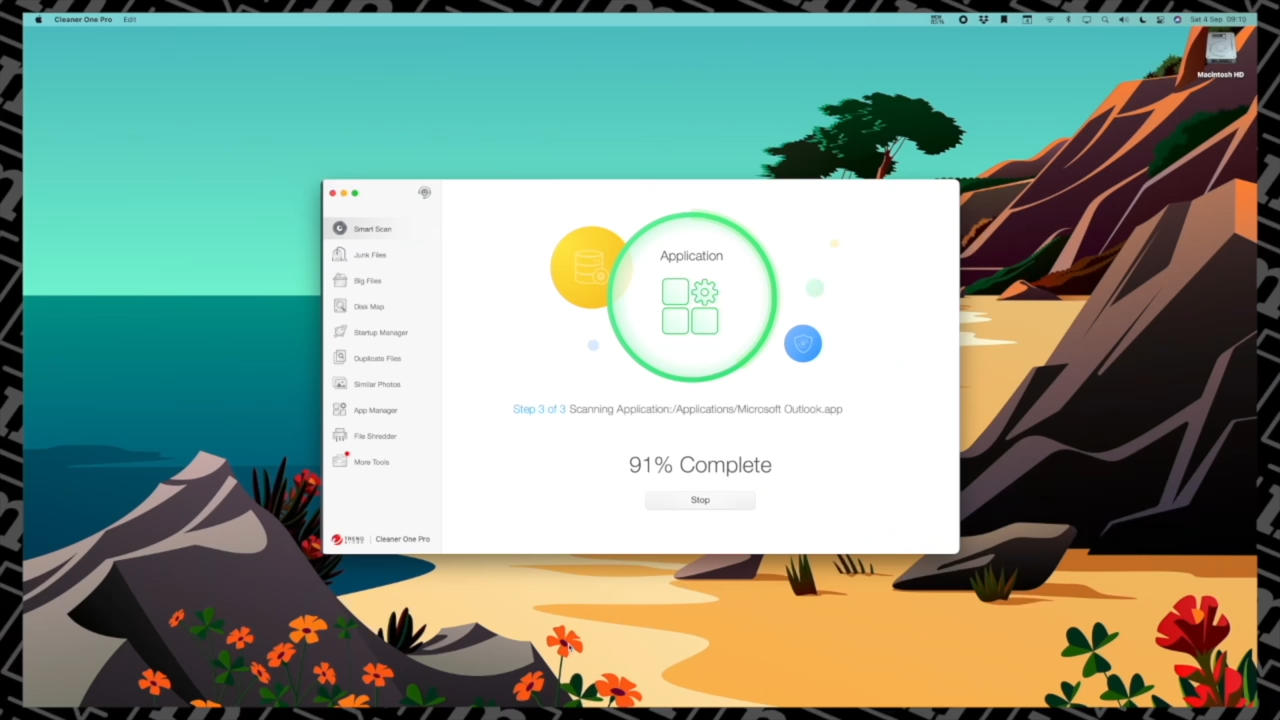 Cleaner One Pro Edit
Sat 4 Sep 09:10
Macintosh HD
Smart Scan
Junk Files
Big Files
Disk Map
Startup Manager
Duplicate Files
Similar Photos
App Manager
File Shredder
More Tools
TREND
MICRO
Cleaner One Pro
Application
Step 3 of 3 Scanning Application:/Applications/Microsoft Outlook.app
91% Complete
Stop